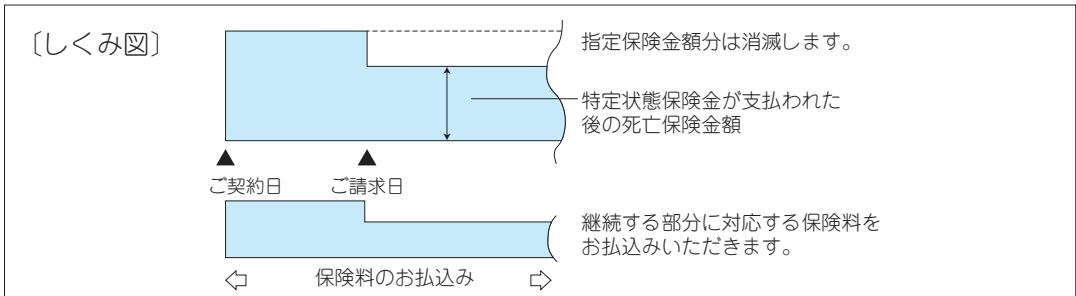 〔しくみ図〕
指定保険金額分は消滅します。
特定状態保険金が支払われた
後の死亡保険金額
ご契約日
ご請求日
継続する部分に対応する保険料を
お払込みいただきます。
保険料のお払込み